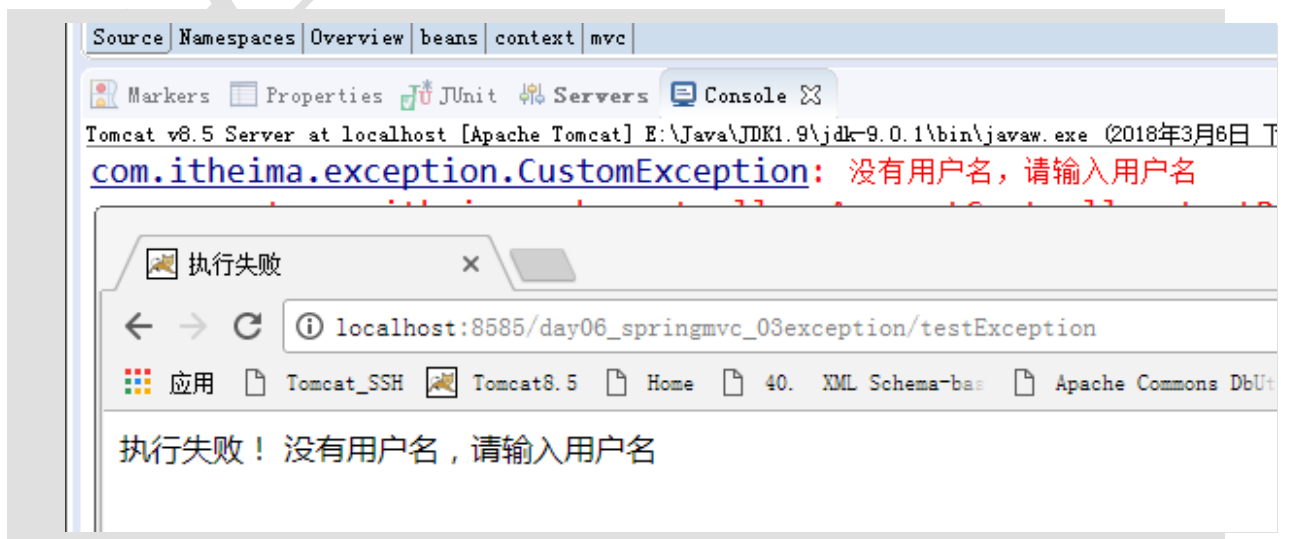 Source Namespaces Overview beans context mvc
Markers Properties JUnit Servers Console
Tomcat v8.5 Server at localhost [Apache Tomcat] E:\Java\JDK1.9\jdk-9.0.1\bin\javaw.exe (2018年3月6日 下
com.itheima.exception.CustomException: 没有用户名，请输入用户名
执行失败
localhost:8585/day06_springmvc_03exception/testException
应用 Tomcat_SSH Tomcat8.5 Home 40. XML Schema-bas Apache Commons DbUt
执行失败！ 没有用户名，请输入用户名